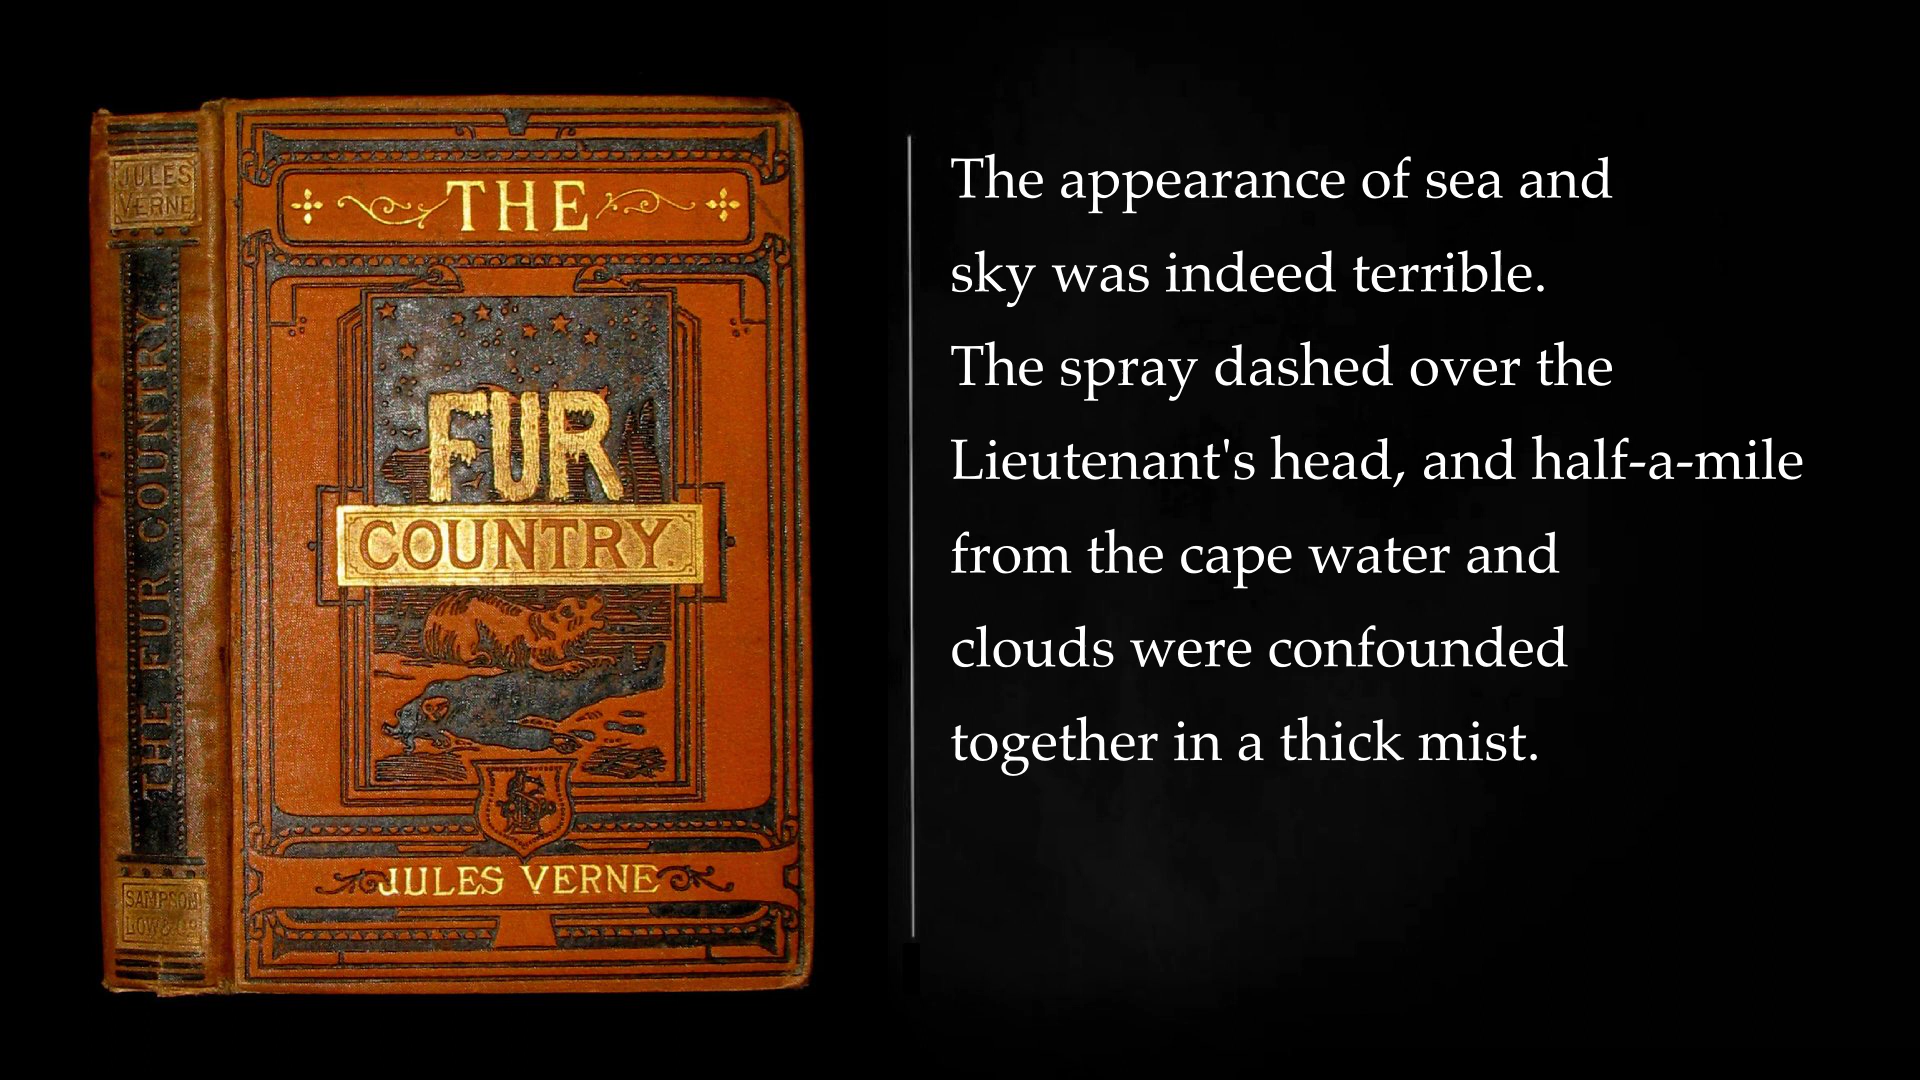 JULES
VERNE
THE FUR COUNTRY.
SAMPSON
LOW & Co
THE
FUR
COUNTRY.
JULES VERNE
The appearance of sea and
sky was indeed terrible.
The spray dashed over the
Lieutenant's head, and half-a-mile
from the cape water and
clouds were confounded
together in a thick mist.